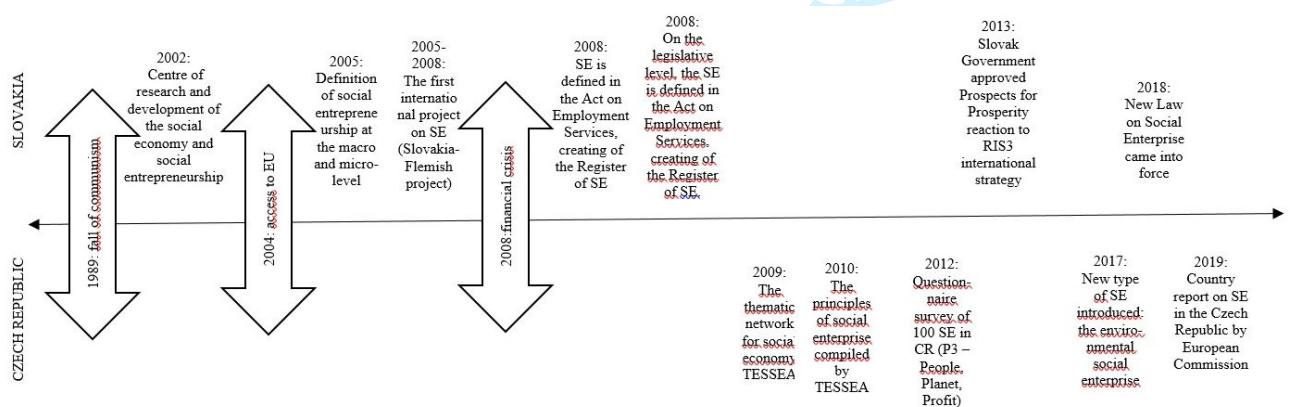 SLOVAKIA
1989: fall of communism
2002:
Centre of
research and
development of
the social
economy and
social
entrepreneurship
2004: access to EU
2005:
Definition
of social
entreprene
urship at
the macro
and micro-
level
2005-
2008:
The first
internatio
nal project
on SE
(Slovakia-
Flemish
project)
2008:financial crisis
2008:
SE is
defined in
the Act on
Employment
Services,
creating of
the Register
of SE
2008:
On the
legislative
level, the SE
is defined in
the Act on
Employment
Services,
creating of
the Register
of SE.
2013:
Slovak
Government
approved
Prospects for
Prosperity
reaction to
RIS3
international
strategy
2018:
New Law
on Social
Enterprise
came into
force
CZECH REPUBLIC
2009:
The
thematic
network
for social
economy
TESSEA
2010:
The
principles
of social
enterprise
compiled
by
TESSEA
2012:
Question-
naire
survey of
100 SE in
CR (P3 –
People,
Planet,
Profit)
2017:
New type
of SE
introduced:
the enviro-
nmental
social
enterprise
2019:
Country
report on SE
in the Czech
Republic by
European
Commission